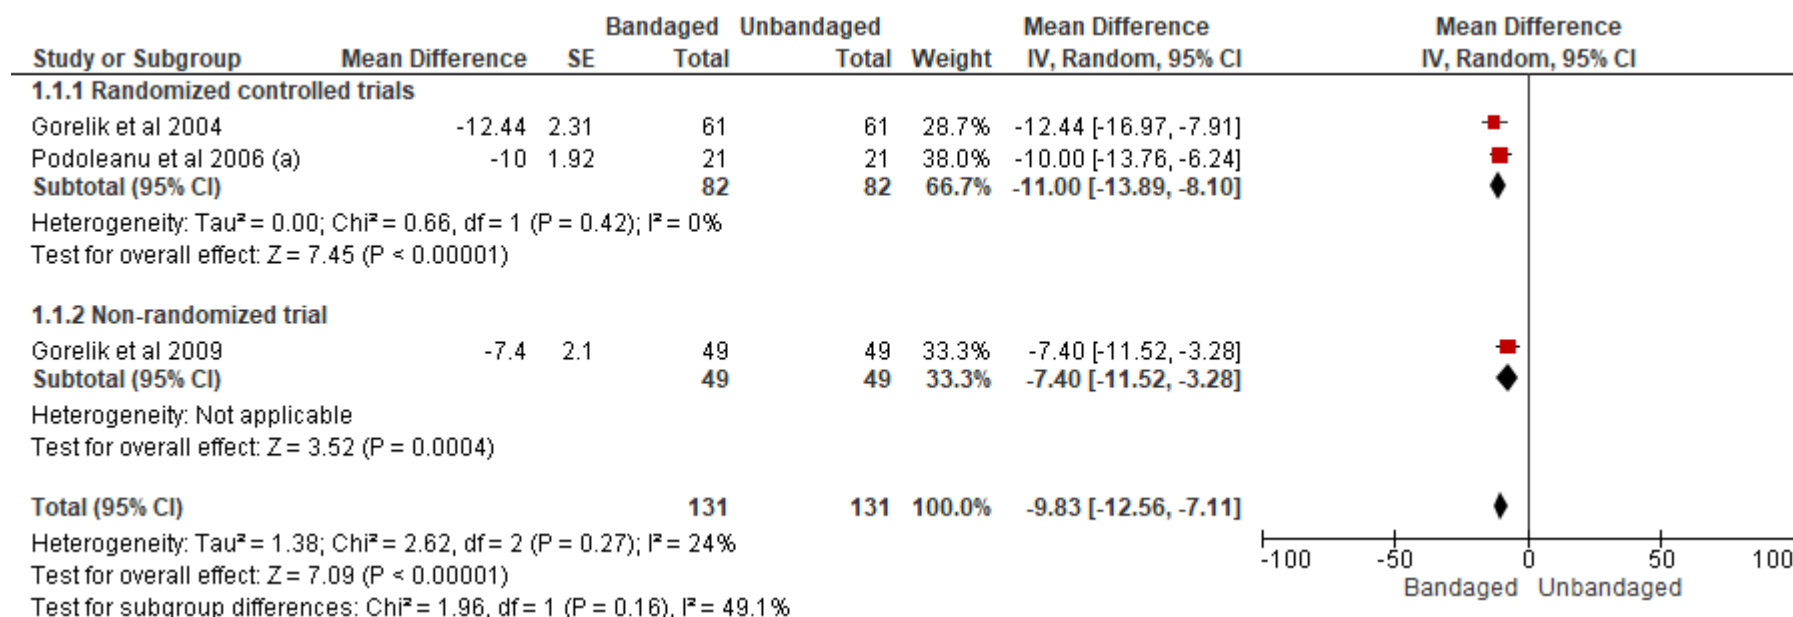 Bandaged Unbandaged Mean Difference Mean Difference
Study or Subgroup Mean Difference SE Total Total Weight IV, Random, 95% CI IV, Random, 95% CI
1.1.1 Randomized controlled trials
Gorelik et al 2004 -12.44 2.31 61 61 28.7% -12.44 [-16.97, -7.91]
Podoleanu et al 2006 (a) -10 1.92 21 21 38.0% -10.00 [-13.76, -6.24]
Subtotal (95% CI) 82 82 66.7% -11.00 [-13.89, -8.10]
Heterogeneity: Tau² = 0.00; Chi² = 0.66, df = 1 (P = 0.42); I² = 0%
Test for overall effect: Z = 7.45 (P < 0.00001)
1.1.2 Non-randomized trial
Gorelik et al 2009 -7.4 2.1 49 49 33.3% -7.40 [-11.52, -3.28]
Subtotal (95% CI) 49 49 33.3% -7.40 [-11.52, -3.28]
Heterogeneity: Not applicable
Test for overall effect: Z = 3.52 (P = 0.0004)
Total (95% CI) 131 131 100.0% -9.83 [-12.56, -7.11]
Heterogeneity: Tau² = 1.38; Chi² = 2.62, df = 2 (P = 0.27); I² = 24%
Test for overall effect: Z = 7.09 (P < 0.00001)
Test for subgroup differences: Chi² = 1.96, df = 1 (P = 0.16), I² = 49.1%
-100 -50 0 50 100
Bandaged Unbandaged